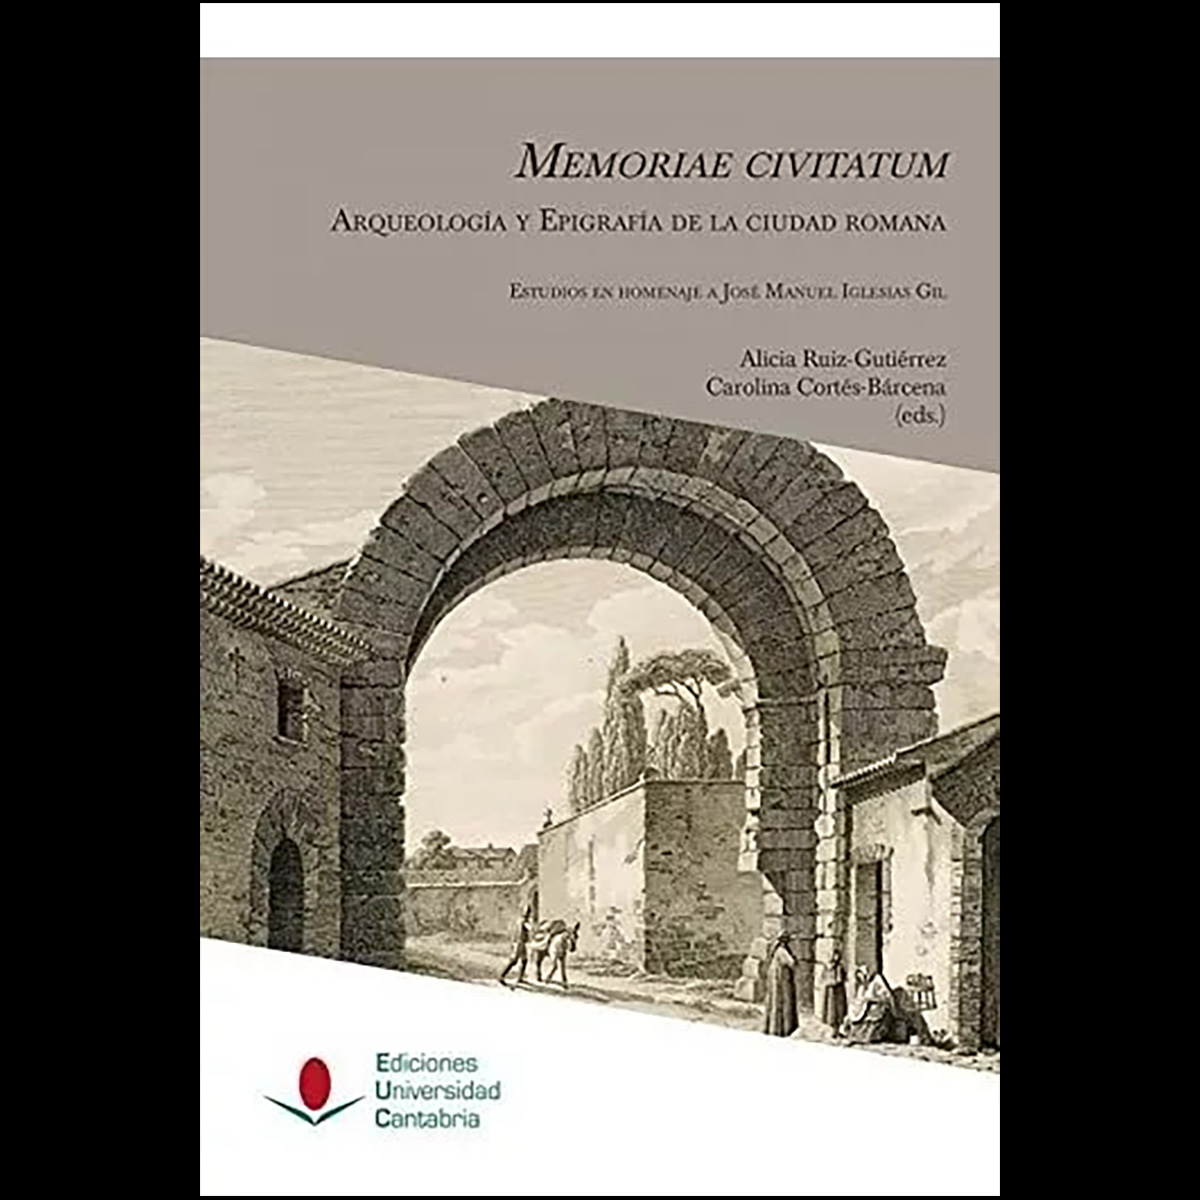 MEMORIAE CIVITATUM
ARQUEOLOGÍA Y EPIGRAFÍA DE LA CIUDAD ROMANA
ESTUDIOS EN HOMENAJE A JOSÉ MANUEL IGLESIAS GIL
Alicia Ruiz-Gutiérrez
Carolina Cortés-Bárcena
(eds.)
Ediciones
Universidad
Cantabria